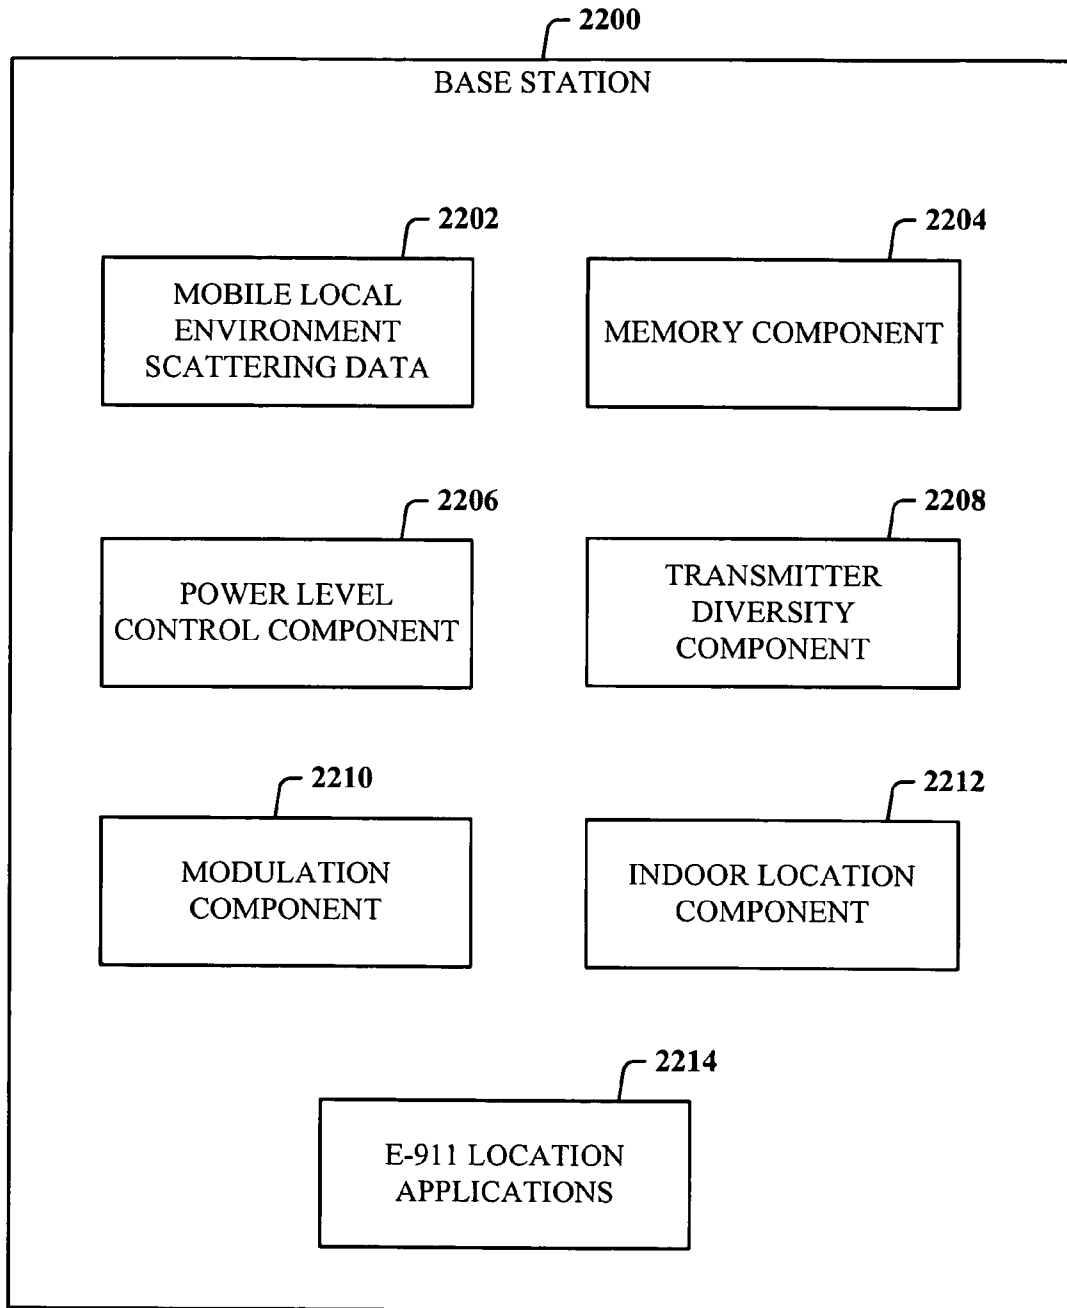 2200
BASE STATION
2202
MOBILE LOCAL
ENVIRONMENT
SCATTERING DATA
2204
MEMORY COMPONENT
2206
POWER LEVEL
CONTROL COMPONENT
2208
TRANSMITTER
DIVERSITY
COMPONENT
2210
MODULATION
COMPONENT
2212
INDOOR LOCATION
COMPONENT
2214
E-911 LOCATION
APPLICATIONS